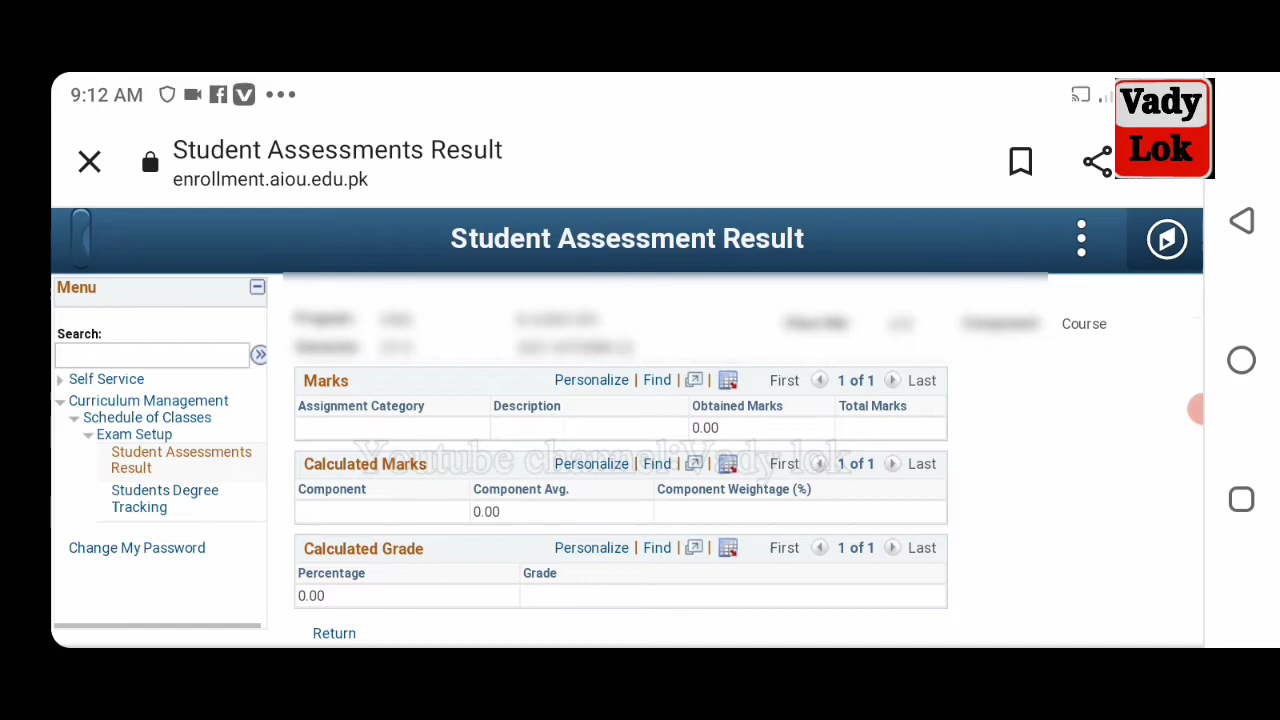 9:12 AM
Vady
Lok
Student Assessments Result
enrollment.aiou.edu.pk
Student Assessment Result
Menu
Search:
Self Service
Curriculum Management
Schedule of Classes
Exam Setup
Student Assessments
Result
Students Degree
Tracking
Change My Password
Course
Marks Personalize | Find | | First 1 of 1 Last
Assignment Category Description Obtained Marks Total Marks
0.00
Youtube channel:Vady lok
Calculated Marks Personalize | Find | | First 1 of 1 Last
Component Component Avg. Component Weightage (%)
0.00
Calculated Grade Personalize | Find | | First 1 of 1 Last
Percentage Grade
0.00
Return